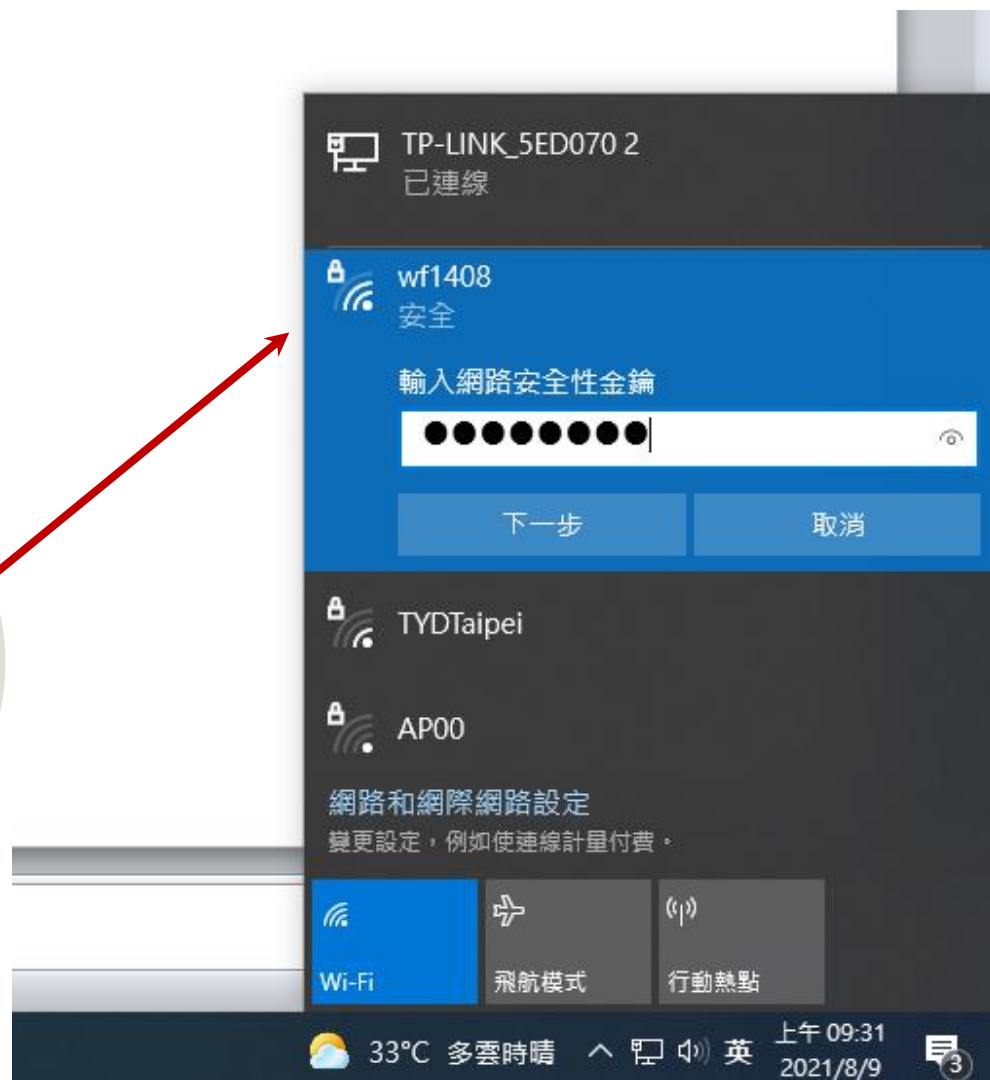 TP-LINK_5ED070 2
已連線
wf1408
安全
輸入網路安全性金鑰
●●●●●●●●
下一步
取消
TYDTaipei
AP00
網路和網際網路設定
變更設定，例如使連線計量付費。
Wi-Fi
飛航模式
行動熱點
33°C 多雲時晴
英
上午 09:31
2021/8/9
3